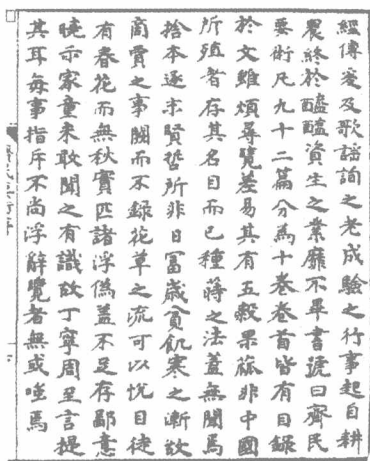 經傳爰及歌謡詢之老成驗之行事起自耕
農終於醯醢資生之業靡不畢書號曰齊民
要術凡九十二篇分爲十卷卷首皆有目録
於文雖煩尋覽差易其有五穀果蓏非中國
所殖者存其名目而已種蒔之法蓋無聞焉
捨本逐末賢哲所非日冨歳貧飢寒之漸故
商賈之事闕而不録花草之流可以悦目徒
有春花而無秋實匹諸浮僞蓋不足存鄙意
曉示家童未敢聞之有識故丁寧周至言提
其耳每事指斥不尚浮辭覽者無或嗤焉